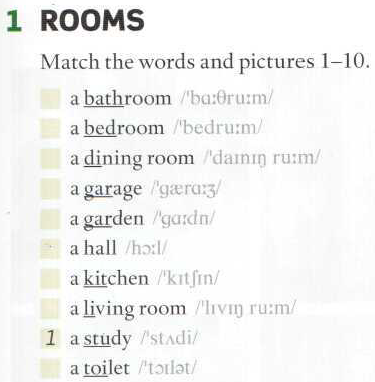 1 ROOMS
Match the words and pictures 1–10.
a bathroom /ˈbɑːθruːm/
a bedroom /ˈbedruːm/
a dining room /ˈdaɪnɪŋ ruːm/
a garage /ˈɡærɑːʒ/
a garden /ˈɡɑːdn/
a hall /hɔːl/
a kitchen /ˈkɪtʃɪn/
a living room /ˈlɪvɪŋ ruːm/
1 a study /ˈstʌdi/
a toilet /ˈtɔɪlət/